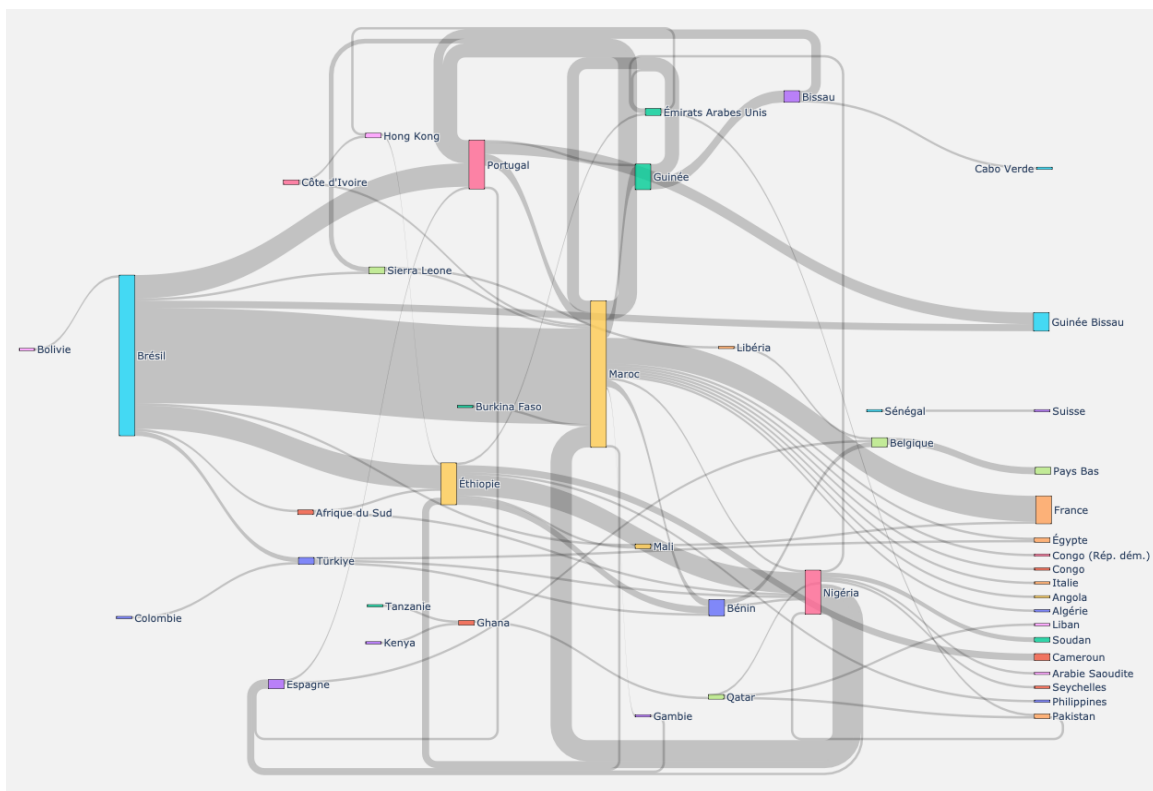 Bissau
Émirats Arabes Unis
Hong Kong
Portugal
Cabo Verde
Guinée
Côte d'Ivoire
Sierra Leone
Guinée Bissau
Libéria
Bolivie
Brésil
Maroc
Burkina Faso
Sénégal
Suisse
Belgique
Pays Bas
Éthiopie
France
Afrique du Sud
Égypte
Mali
Congo (Rép. dém.)
Türkiye
Congo
Italie
Nigéria
Angola
Tanzanie
Bénin
Algérie
Colombie
Ghana
Liban
Kenya
Soudan
Cameroun
Arabie Saoudite
Espagne
Seychelles
Qatar
Philippines
Gambie
Pakistan